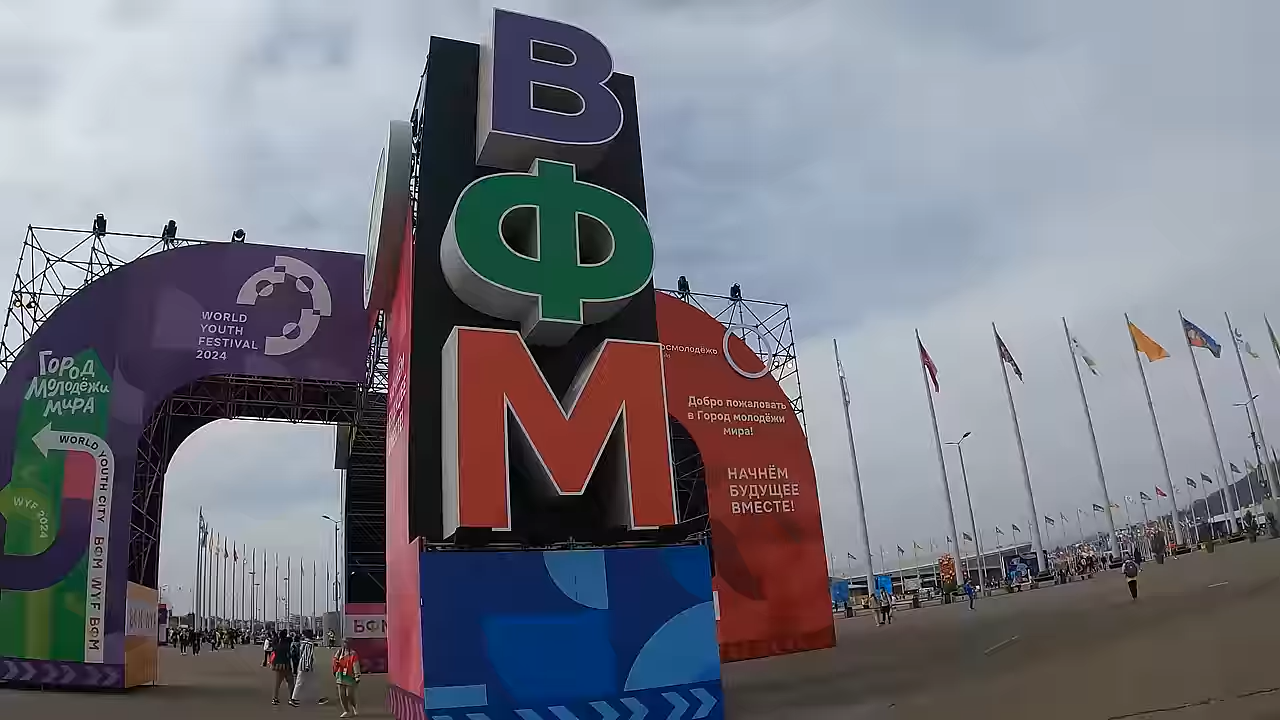 В
Ф
М
WORLD
YOUTH
FESTIVAL
2024
Город
Молодёжи
Мира
WORLD YOUTH CITY ВФМ WYF ВФМ
WYF 2024
Добро пожаловать
в Город молодёжи
мира!
НАЧНЁМ
БУДУЩЕЕ
ВМЕСТЕ!